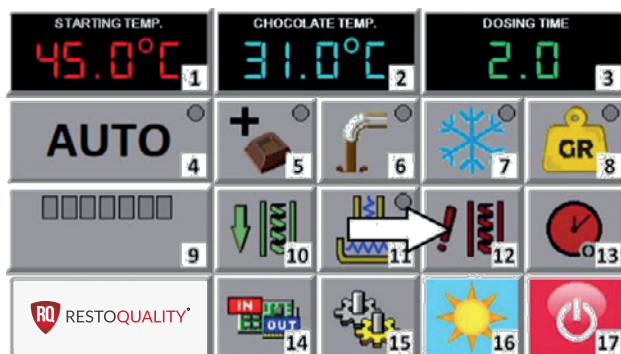 STARTING TEMP.
CHOCOLATE TEMP.
DOSING TIME
45.0°C
1
31.0°C
2
2.0
3
AUTO
4
5
6
7
GR
8
9
10
11
12
13
RQ RESTOQUALITY
IN
OUT
14
15
16
17